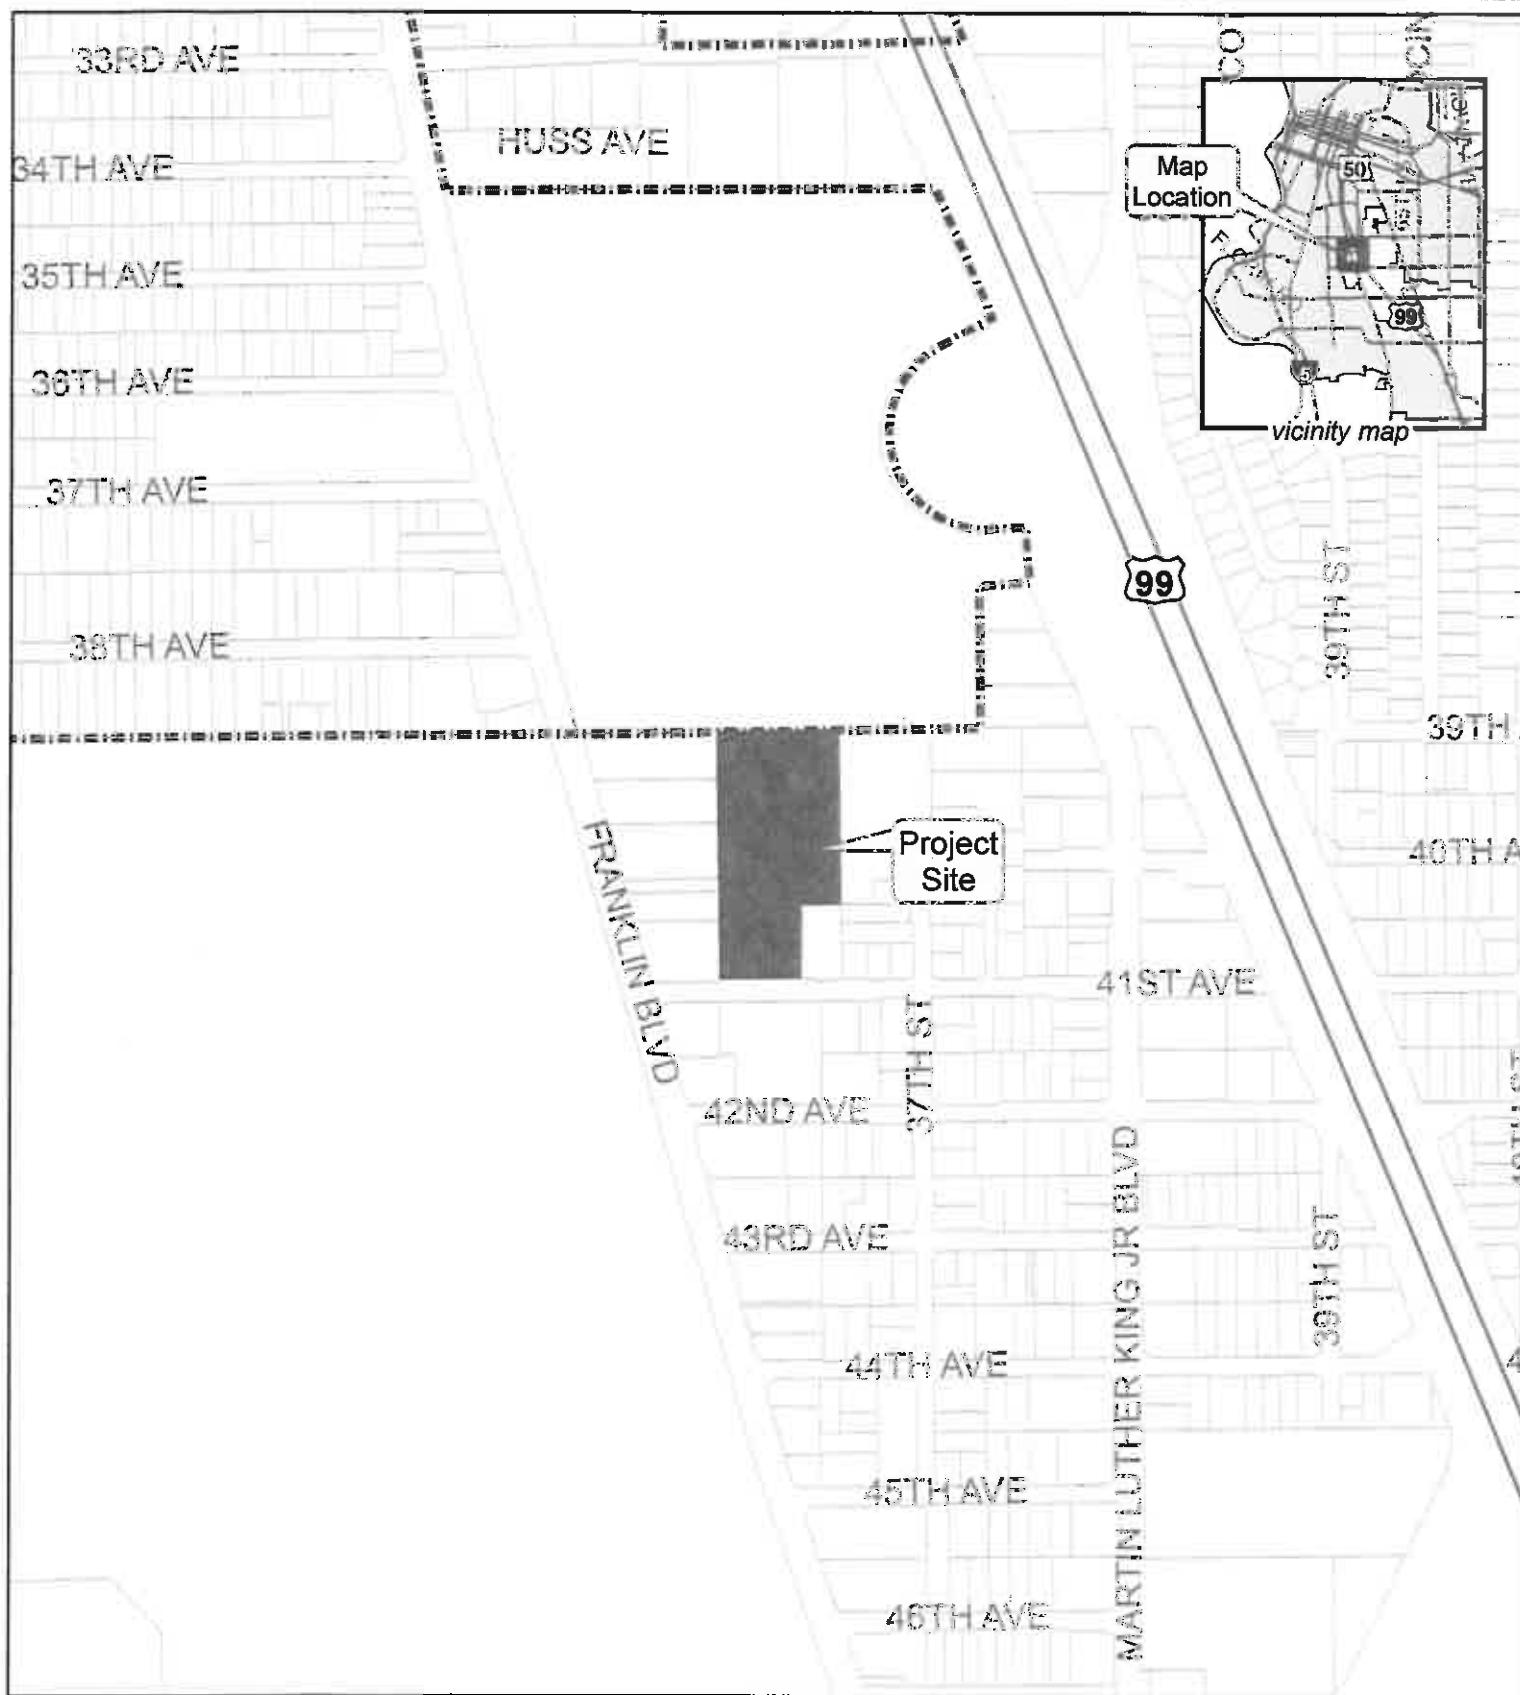 33RD AVE
HUSS AVE
34TH AVE
35TH AVE
36TH AVE
37TH AVE
38TH AVE
Map
Location
50
99
5
vicinity map
99
39TH ST
39TH
40TH A
Project
Site
FRANKLIN BLVD
41ST AVE
37TH ST
42ND AVE
43RD AVE
MARTIN LUTHER KING JR BLVD
39TH ST
44TH AVE
45TH AVE
46TH AVE